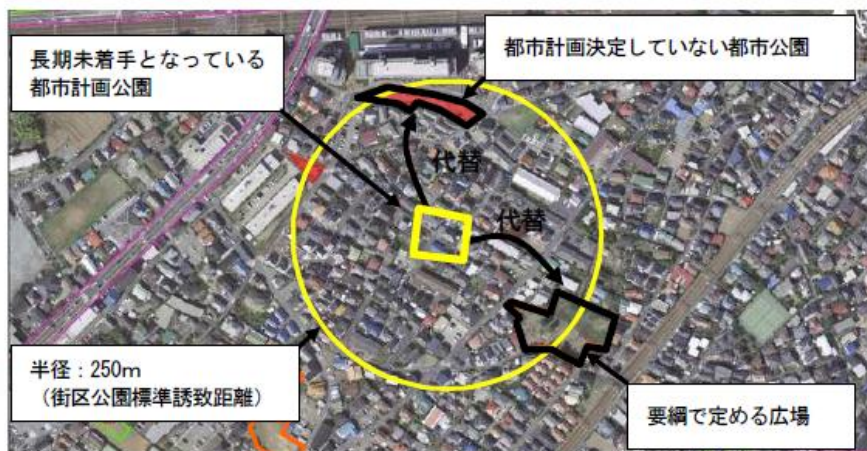 長期未着手となっている
都市計画公園
都市計画決定していない都市公園
代替
代替
半径：250m
（街区公園標準誘致距離）
要綱で定める広場